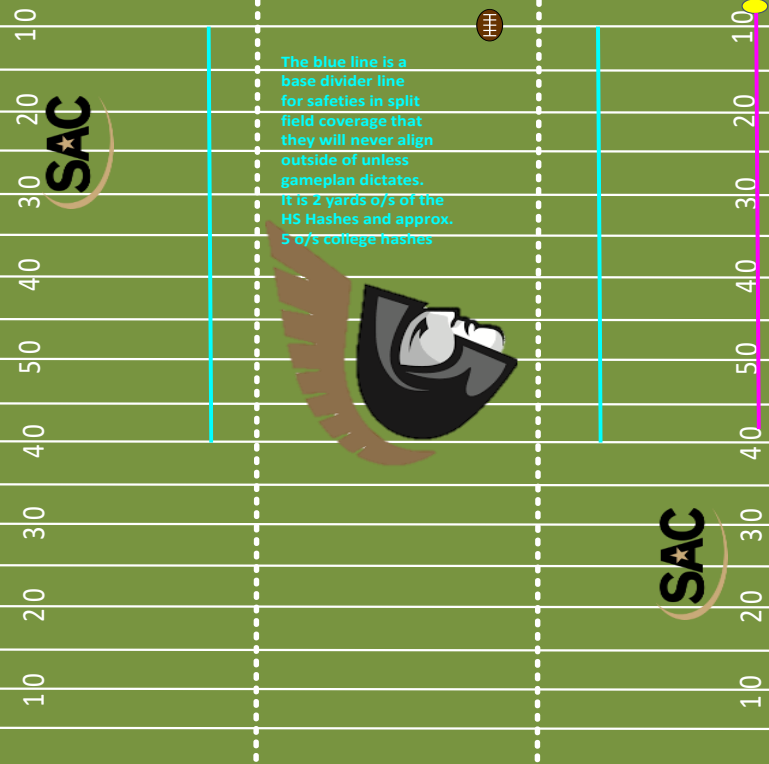 10
10
The blue line is a
base divider line
for safeties in split
field coverage that
they will never align
outside of unless
gameplan dictates.
It is 2 yards o/s of the
HS Hashes and approx.
5 o/s college hashes
20
20
SAC
30
30
40
40
50
50
40
40
30
30
SAC
20
20
10
10